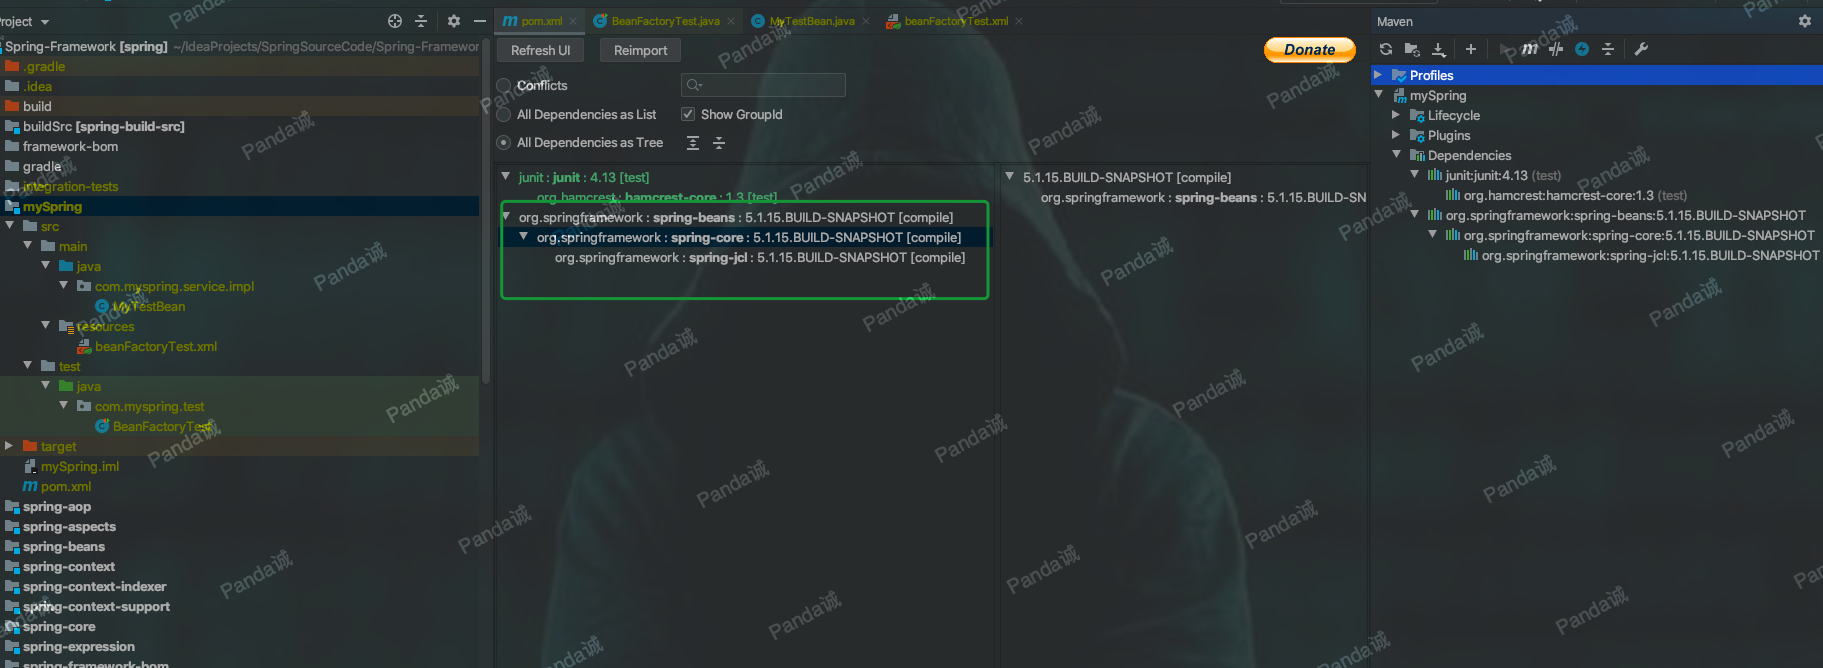 Project
Spring-Framework [spring] ~/IdeaProjects/SpringSourceCode/Spring-Framewor
.gradle
.idea
build
buildSrc [spring-build-src]
framework-bom
gradle
integration-tests
mySpring
src
main
java
com.myspring.service.impl
MyTestBean
resources
beanFactoryTest.xml
test
java
com.myspring.test
BeanFactoryTest
target
mySpring.iml
pom.xml
spring-aop
spring-aspects
spring-beans
spring-context
spring-context-indexer
spring-context-support
spring-core
spring-expression
spring-framework-bom
pom.xml BeanFactoryTest.java MyTestBean.java beanFactoryTest.xml
Refresh UI Reimport Donate
Conflicts
All Dependencies as List Show GroupId
All Dependencies as Tree
junit : junit : 4.13 [test]
org.hamcrest : hamcrest-core : 1.3 [test]
org.springframework : spring-beans : 5.1.15.BUILD-SNAPSHOT [compile]
org.springframework : spring-core : 5.1.15.BUILD-SNAPSHOT [compile]
org.springframework : spring-jcl : 5.1.15.BUILD-SNAPSHOT [compile]
5.1.15.BUILD-SNAPSHOT [compile]
org.springframework : spring-beans : 5.1.15.BUILD-SN
Maven
Profiles
mySpring
Lifecycle
Plugins
Dependencies
junit:junit:4.13 (test)
org.hamcrest:hamcrest-core:1.3 (test)
org.springframework:spring-beans:5.1.15.BUILD-SNAPSHOT
org.springframework:spring-core:5.1.15.BUILD-SNAPSHOT
org.springframework:spring-jcl:5.1.15.BUILD-SNAPSHOT
Panda诚